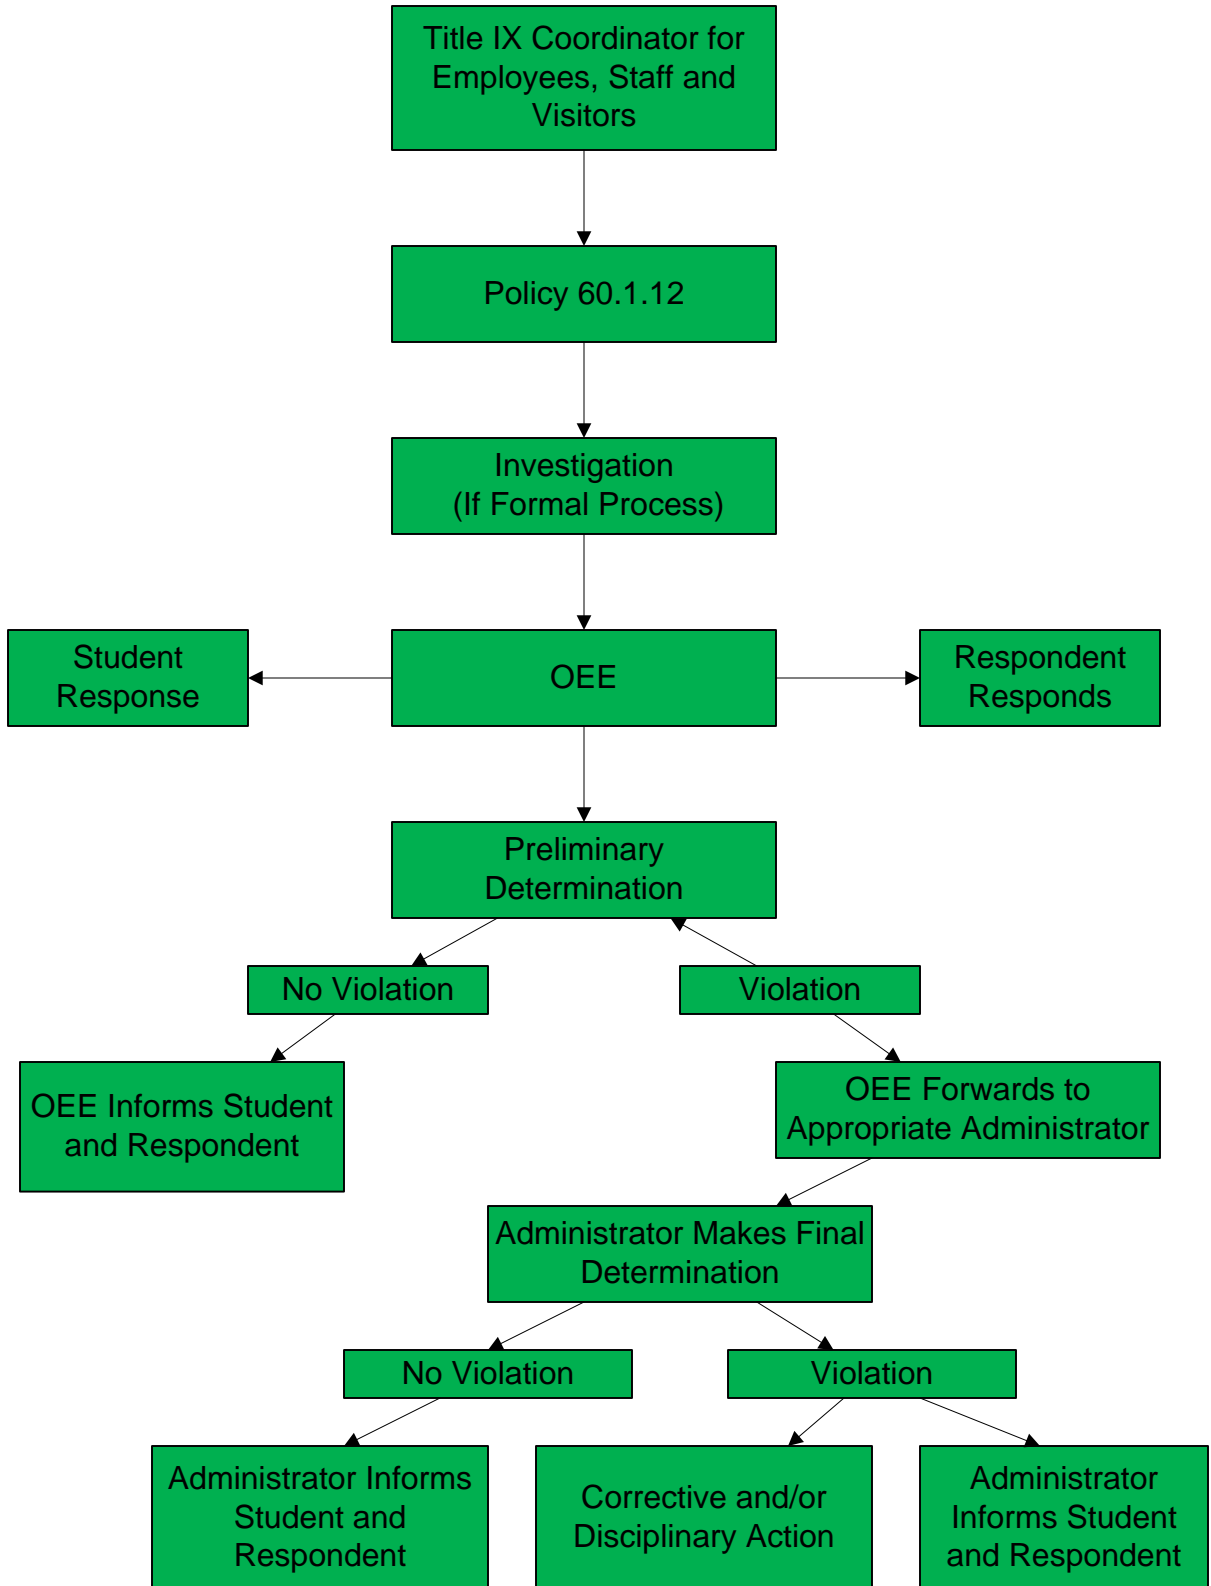 Title IX Coordinator for
Employees, Staff and
Visitors
Policy 60.1.12
Investigation
(If Formal Process)
Student
Response
OEE
Respondent
Responds
Preliminary
Determination
No Violation
Violation
OEE Informs Student
and Respondent
OEE Forwards to
Appropriate Administrator
Administrator Makes Final
Determination
No Violation
Violation
Administrator Informs
Student and
Respondent
Corrective and/or
Disciplinary Action
Administrator
Informs Student
and Respondent